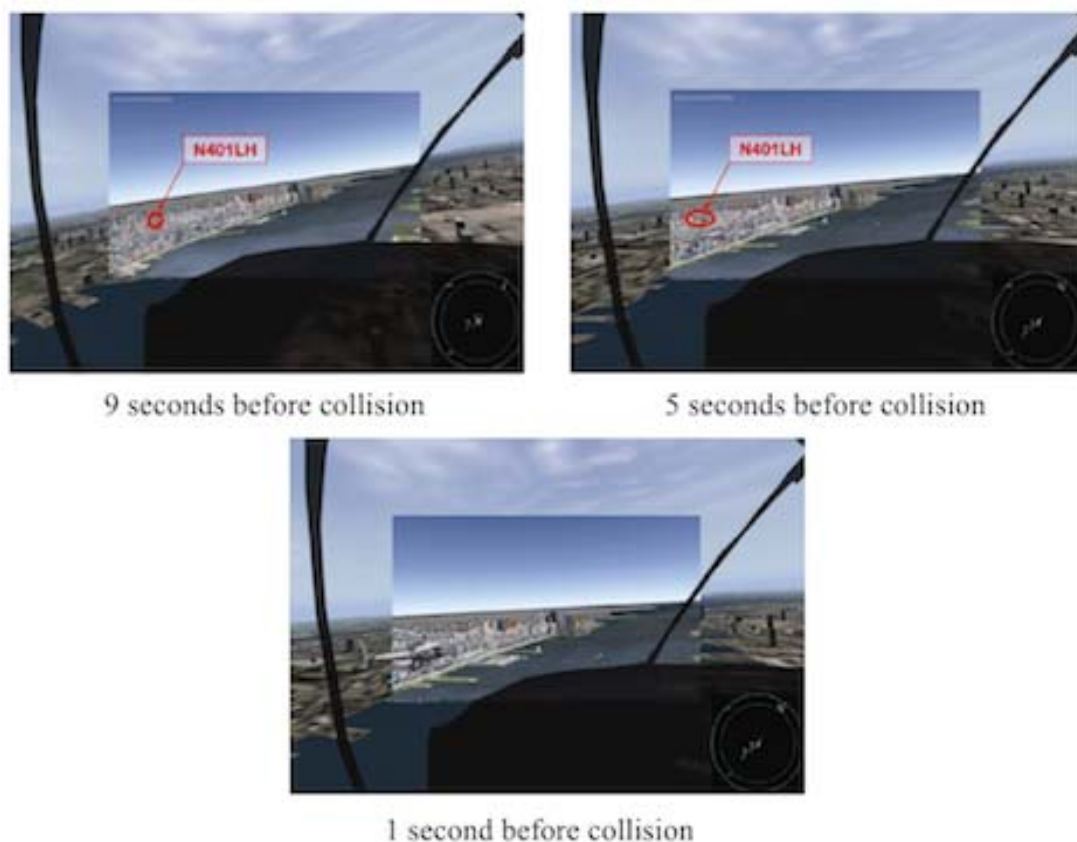 N401LH
N401LH
9 seconds before collision
5 seconds before collision
1 second before collision